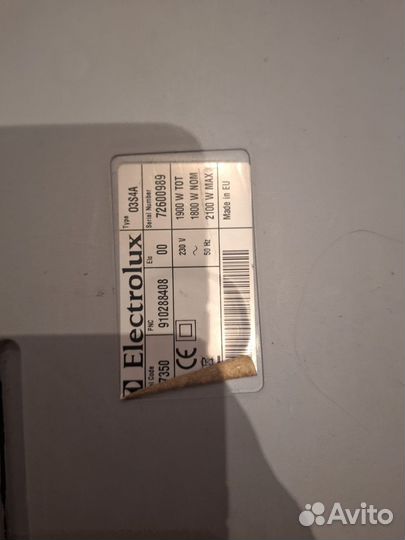 Electrolux
Type
03S4A
l Code
7350
PNC
910288408
Elc
00
Serial Number
72600989
CE
230 V
~
50 Hz
1900 W TOT
1800 W NOM
2100 W MAX
Made in EU
Avito